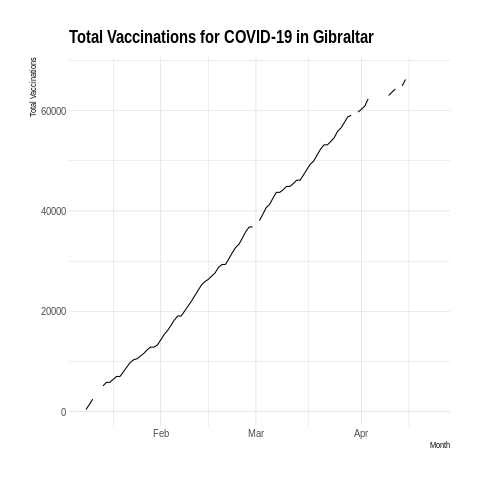 Total Vaccinations for COVID-19 in Gibraltar
Total Vaccinations
60000
40000
20000
0
Feb Mar Apr
Month